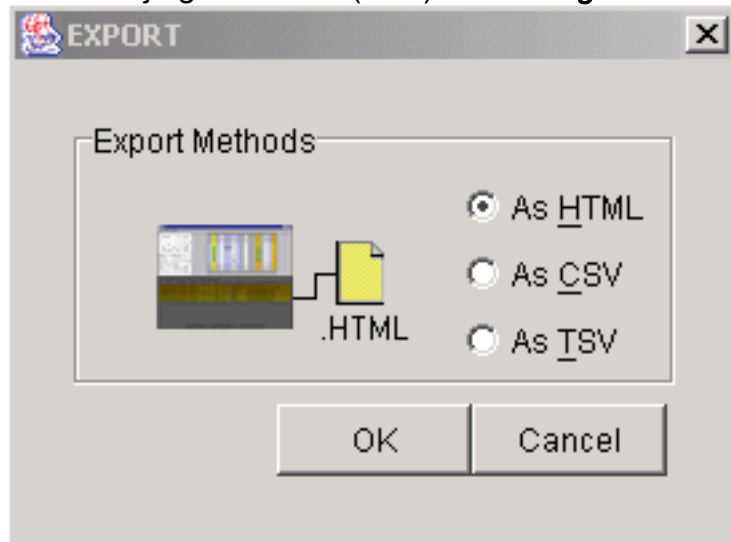 EXPORT
Export Methods
As HTML
As CSV
.HTML
As TSV
OK Cancel